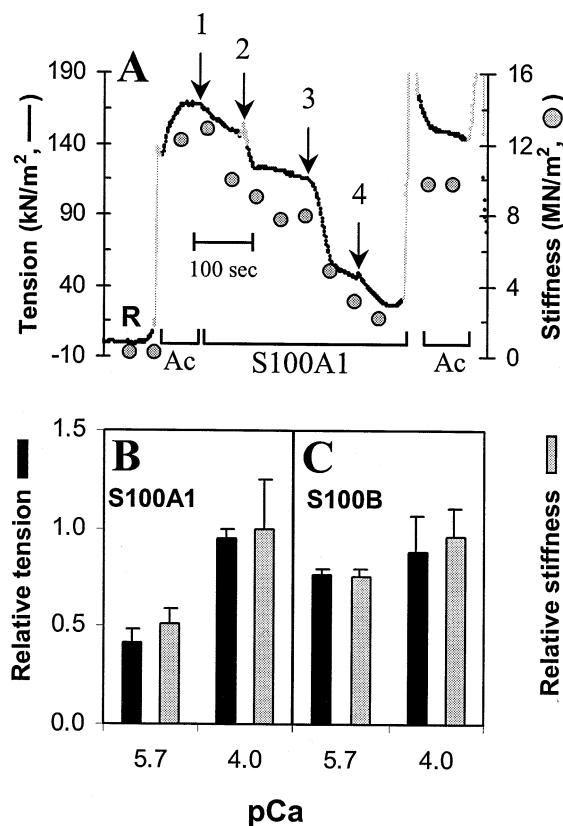 1
2
3
4
A
190
140
90
40
-10
Tension (kN/m², —)
16
12
8
4
0
Stiffness (MN/m², )
100 sec
R
Ac
S100A1
Ac
B
S100A1
C
S100B
1.5
1.0
0.5
0.0
Relative tension
Relative stiffness
5.7 4.0 5.7 4.0
pCa